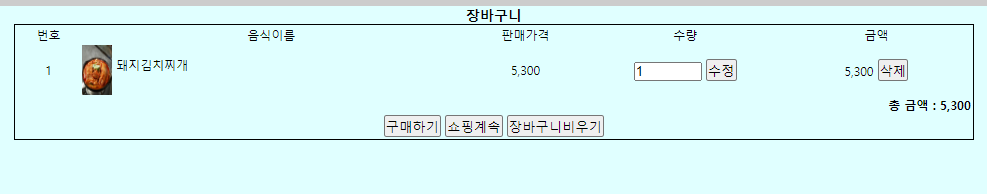 장바구니
번호 음식이름 판매가격 수량 금액
1 돼지김치찌개 5,300 1 수정 5,300 삭제
총 금액 : 5,300
구매하기 쇼핑계속 장바구니비우기